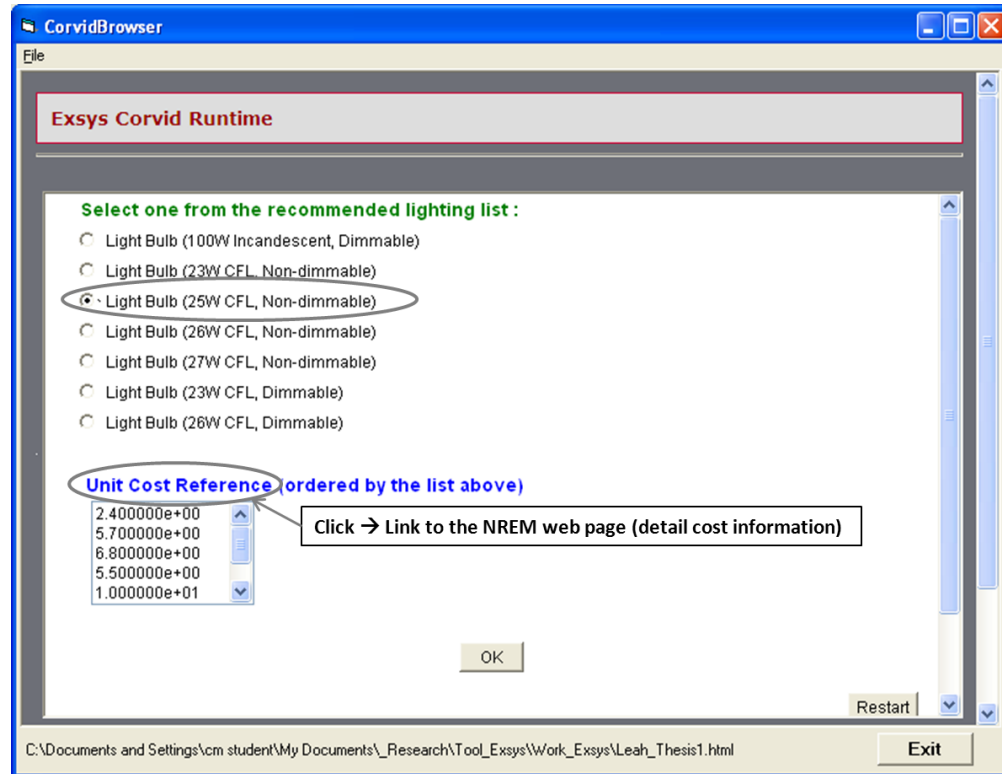 CorvidBrowser
File
Exsys Corvid Runtime
Select one from the recommended lighting list :
Light Bulb (100W Incandescent, Dimmable)
Light Bulb (23W CFL, Non-dimmable)
Light Bulb (25W CFL, Non-dimmable)
Light Bulb (26W CFL, Non-dimmable)
Light Bulb (27W CFL, Non-dimmable)
Light Bulb (23W CFL, Dimmable)
Light Bulb (26W CFL, Dimmable)
Unit Cost Reference (ordered by the list above)
2.400000e+00
5.700000e+00
6.800000e+00
5.500000e+00
1.000000e+01
Click → Link to the NREM web page (detail cost information)
OK
Restart
C:\Documents and Settings\cm student\My Documents\_Research\Tool_Exsys\Work_Exsys\Leah_Thesis1.html
Exit